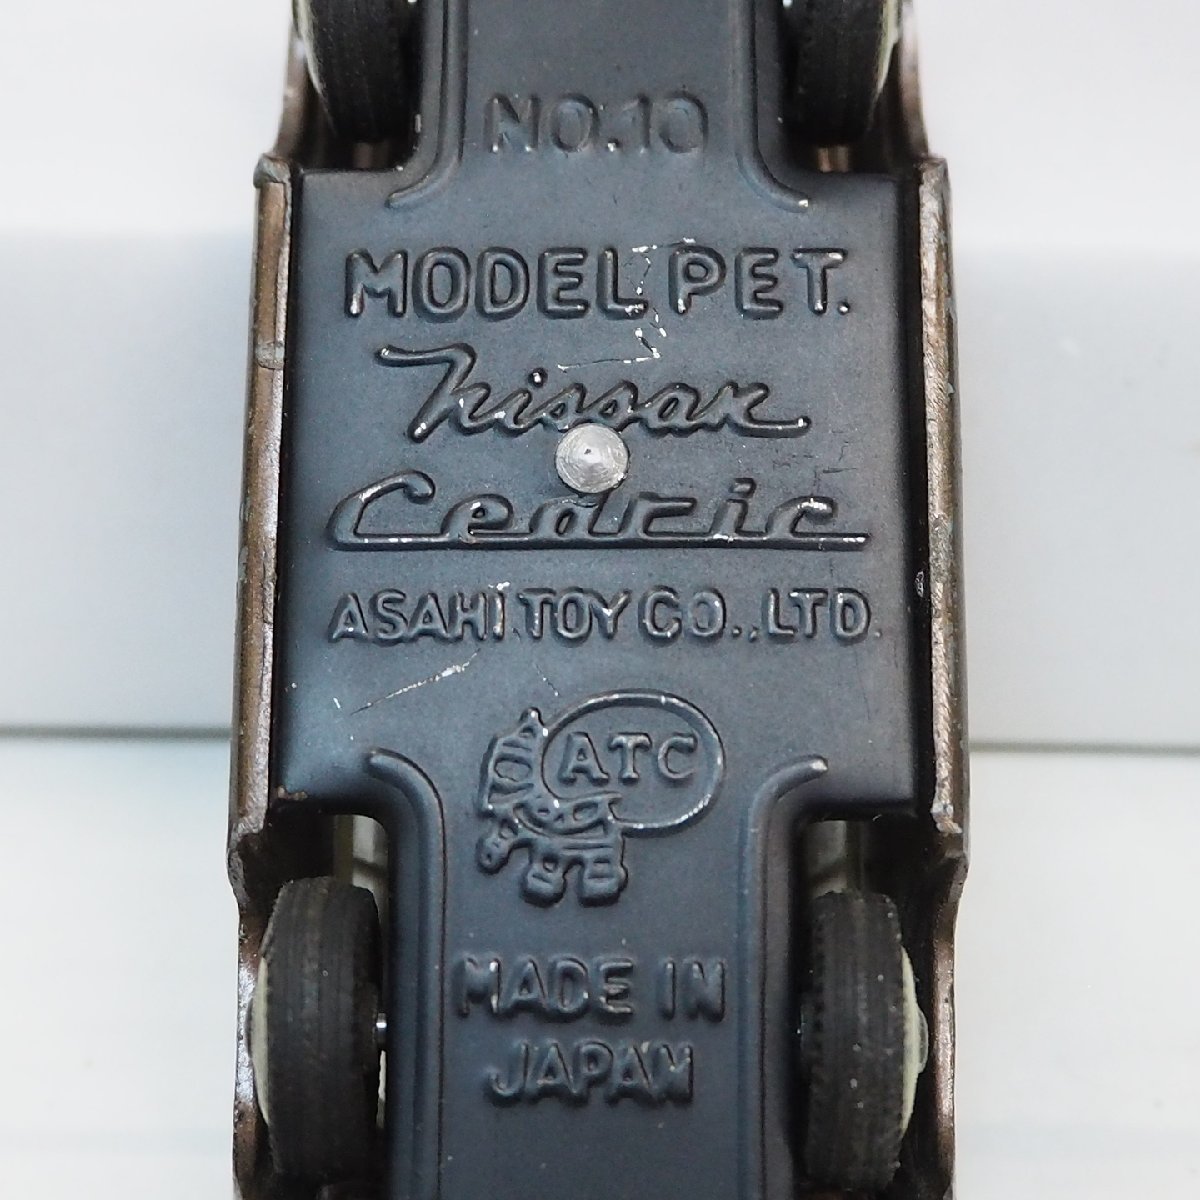 NO.10
MODEL PET.
Nissan
Cedric
ASAHI TOY CO.,LTD.
ATC
MADE IN
JAPAN